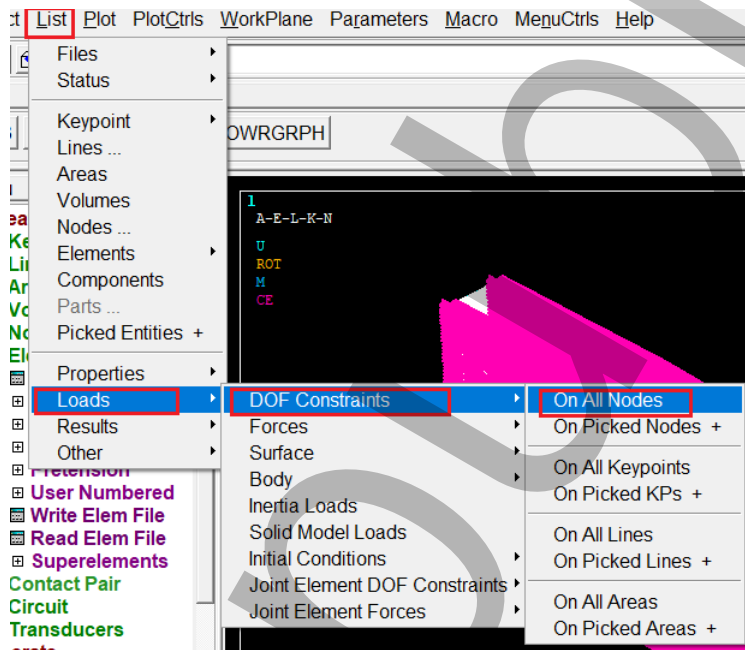 ct List Plot PlotCtrls WorkPlane Parameters Macro MenuCtrls Help
Files
Status
Keypoint
Lines ...
Areas
Volumes
Nodes ...
Elements
Components
Parts ...
Picked Entities +
Properties
Loads
Results
Other
OWRGRPH
1
A-E-L-K-N
U
ROT
M
CE
DOF Constraints
Forces
Surface
Body
Inertia Loads
Solid Model Loads
Initial Conditions
Joint Element DOF Constraints
Joint Element Forces
On All Nodes
On Picked Nodes +
On All Keypoints
On Picked KPs +
On All Lines
On Picked Lines +
On All Areas
On Picked Areas +
Pretension
User Numbered
Write Elem File
Read Elem File
Superelements
Contact Pair
Circuit
Transducers